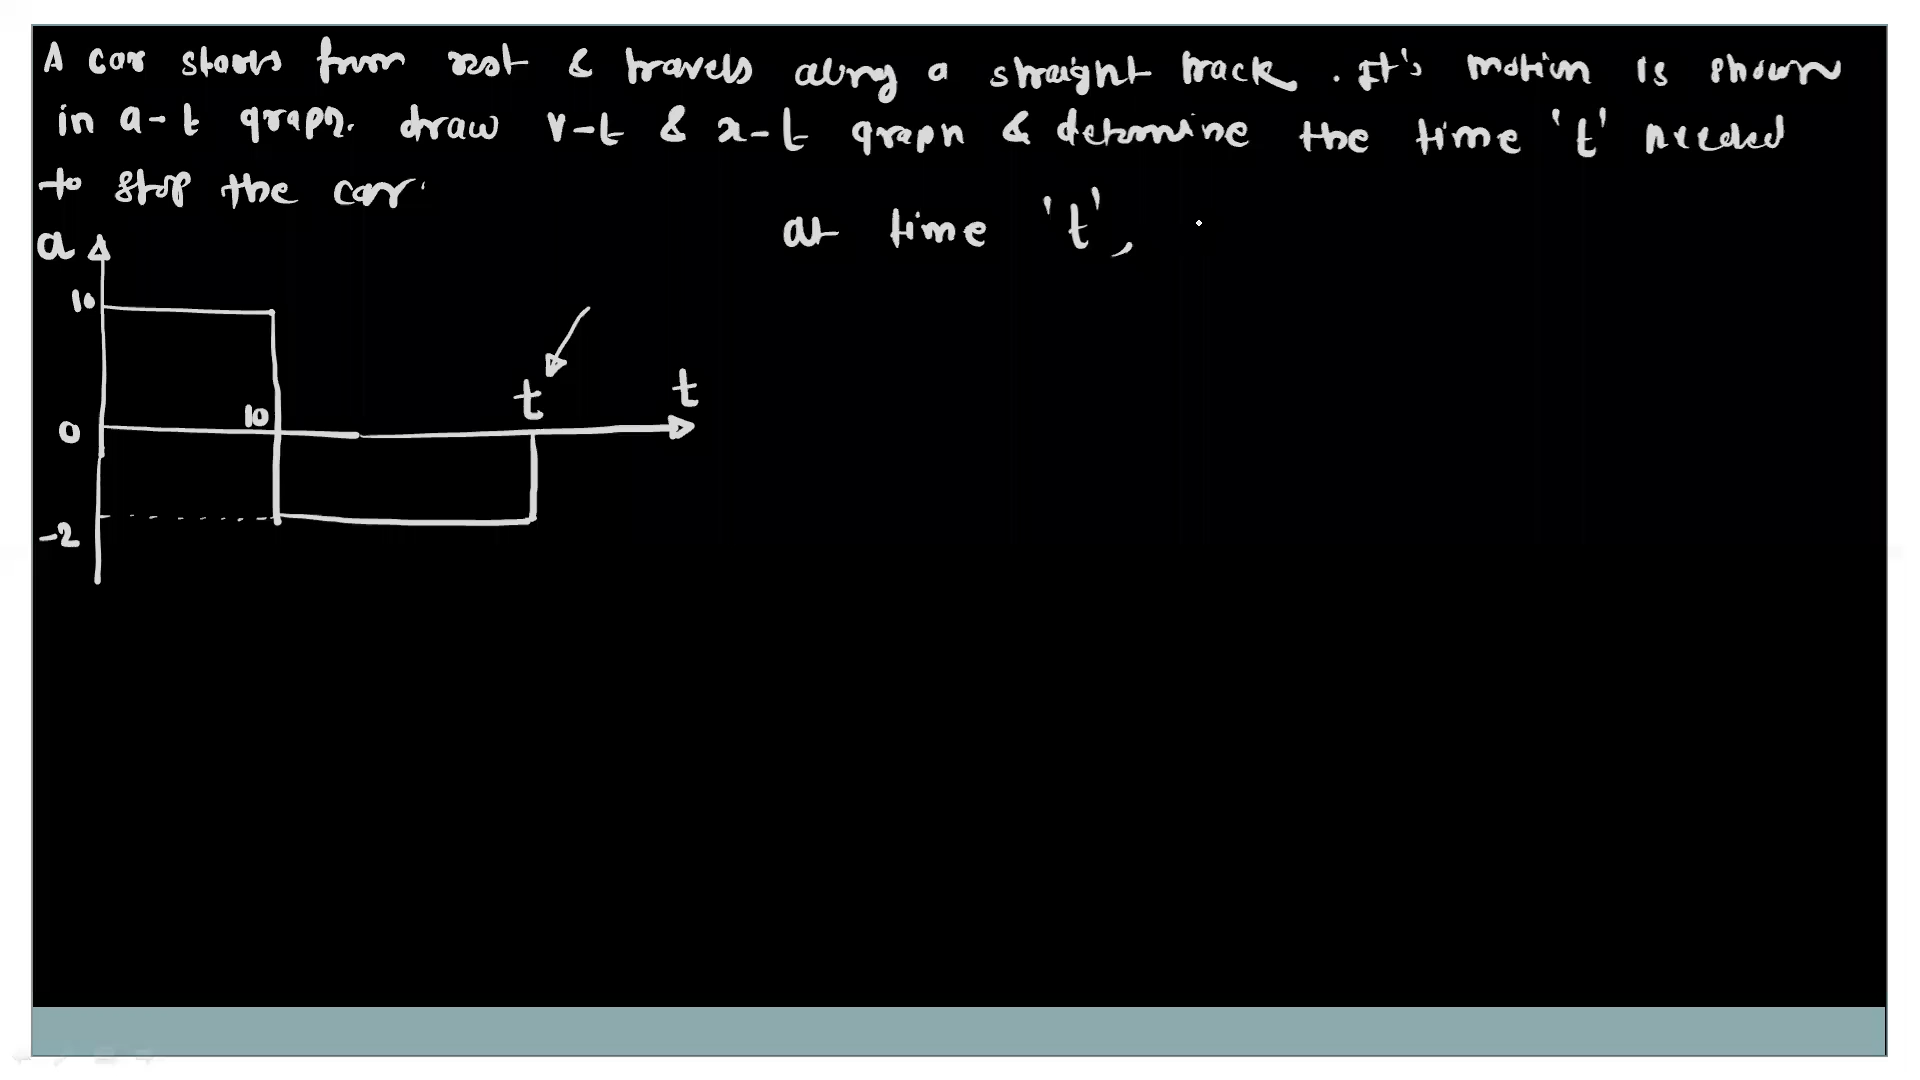 A car starts from rest & travels along a straight track. It's motion is shown
in a-t graph. draw v-t & x-t graph & determine the time 't' needed
to stop the car.
at time 't',
a
10
t
t
10
0
-2